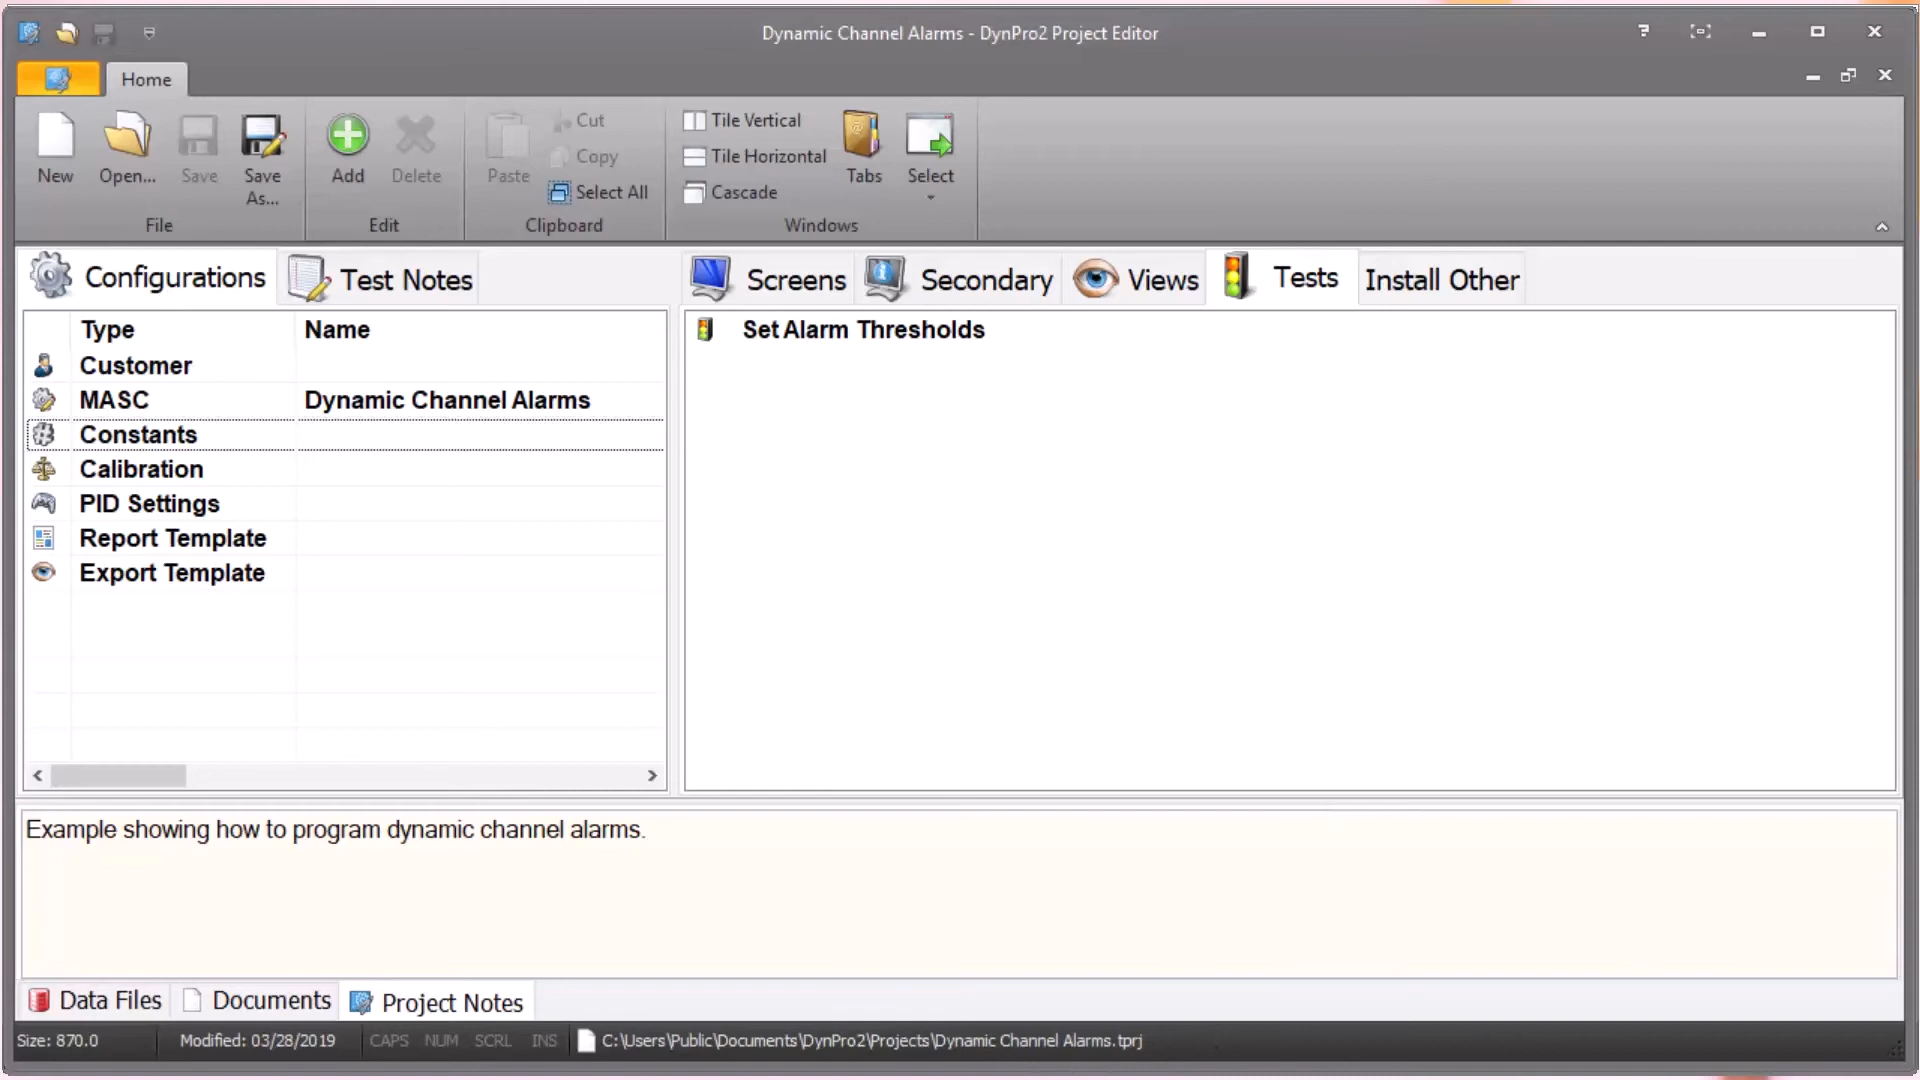 Dynamic Channel Alarms - DynPro2 Project Editor
Home
New
Open...
Save
Save As...
File
Add
Delete
Edit
Paste
Cut
Copy
Select All
Clipboard
Tile Vertical
Tile Horizontal
Cascade
Tabs
Select
Windows
Configurations
Test Notes
Screens
Secondary
Views
Tests
Install Other
Type Name
Customer
MASC Dynamic Channel Alarms
Constants
Calibration
PID Settings
Report Template
Export Template
Set Alarm Thresholds
Example showing how to program dynamic channel alarms.
Data Files
Documents
Project Notes
Size: 870.0 Modified: 03/28/2019 CAPS NUM SCRL INS C:\Users\Public\Documents\DynPro2\Projects\Dynamic Channel Alarms.tprj